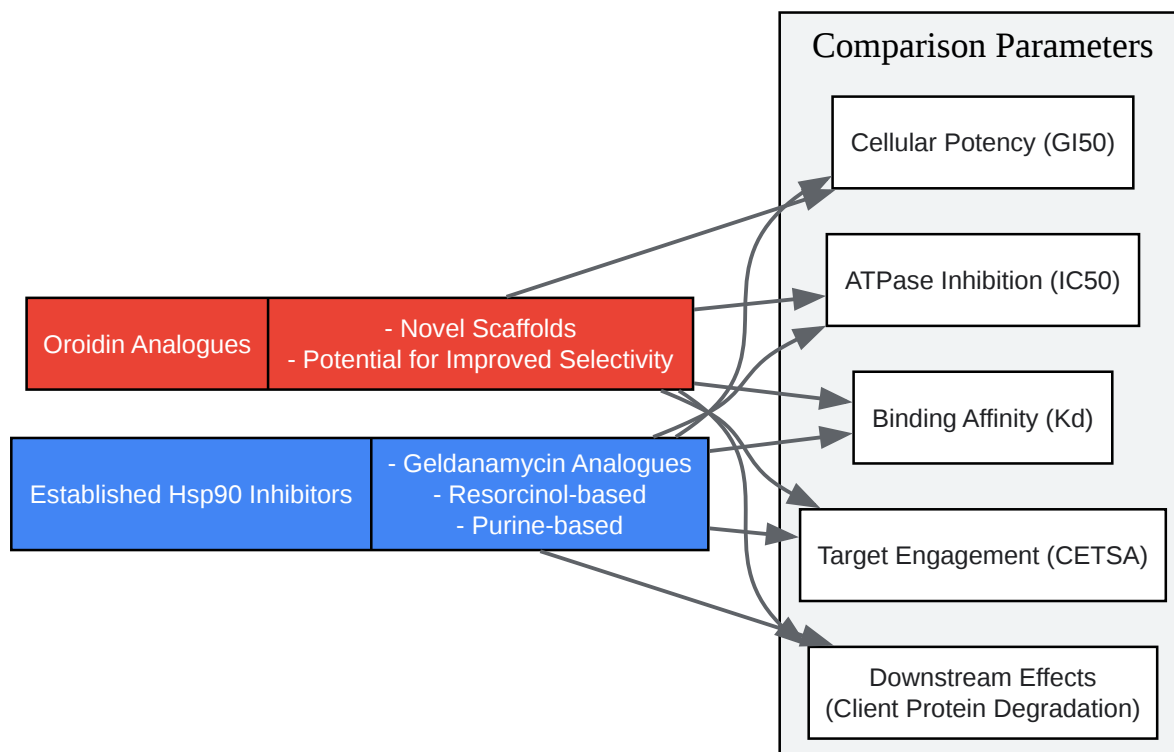 Comparison Parameters
Cellular Potency (GI50)
ATPase Inhibition (IC50)
Oroidin Analogues
- Novel Scaffolds
- Potential for Improved Selectivity
Binding Affinity (Kd)
Established Hsp90 Inhibitors
- Geldanamycin Analogues
- Resorcinol-based
- Purine-based
Target Engagement (CETSA)
Downstream Effects
(Client Protein Degradation)